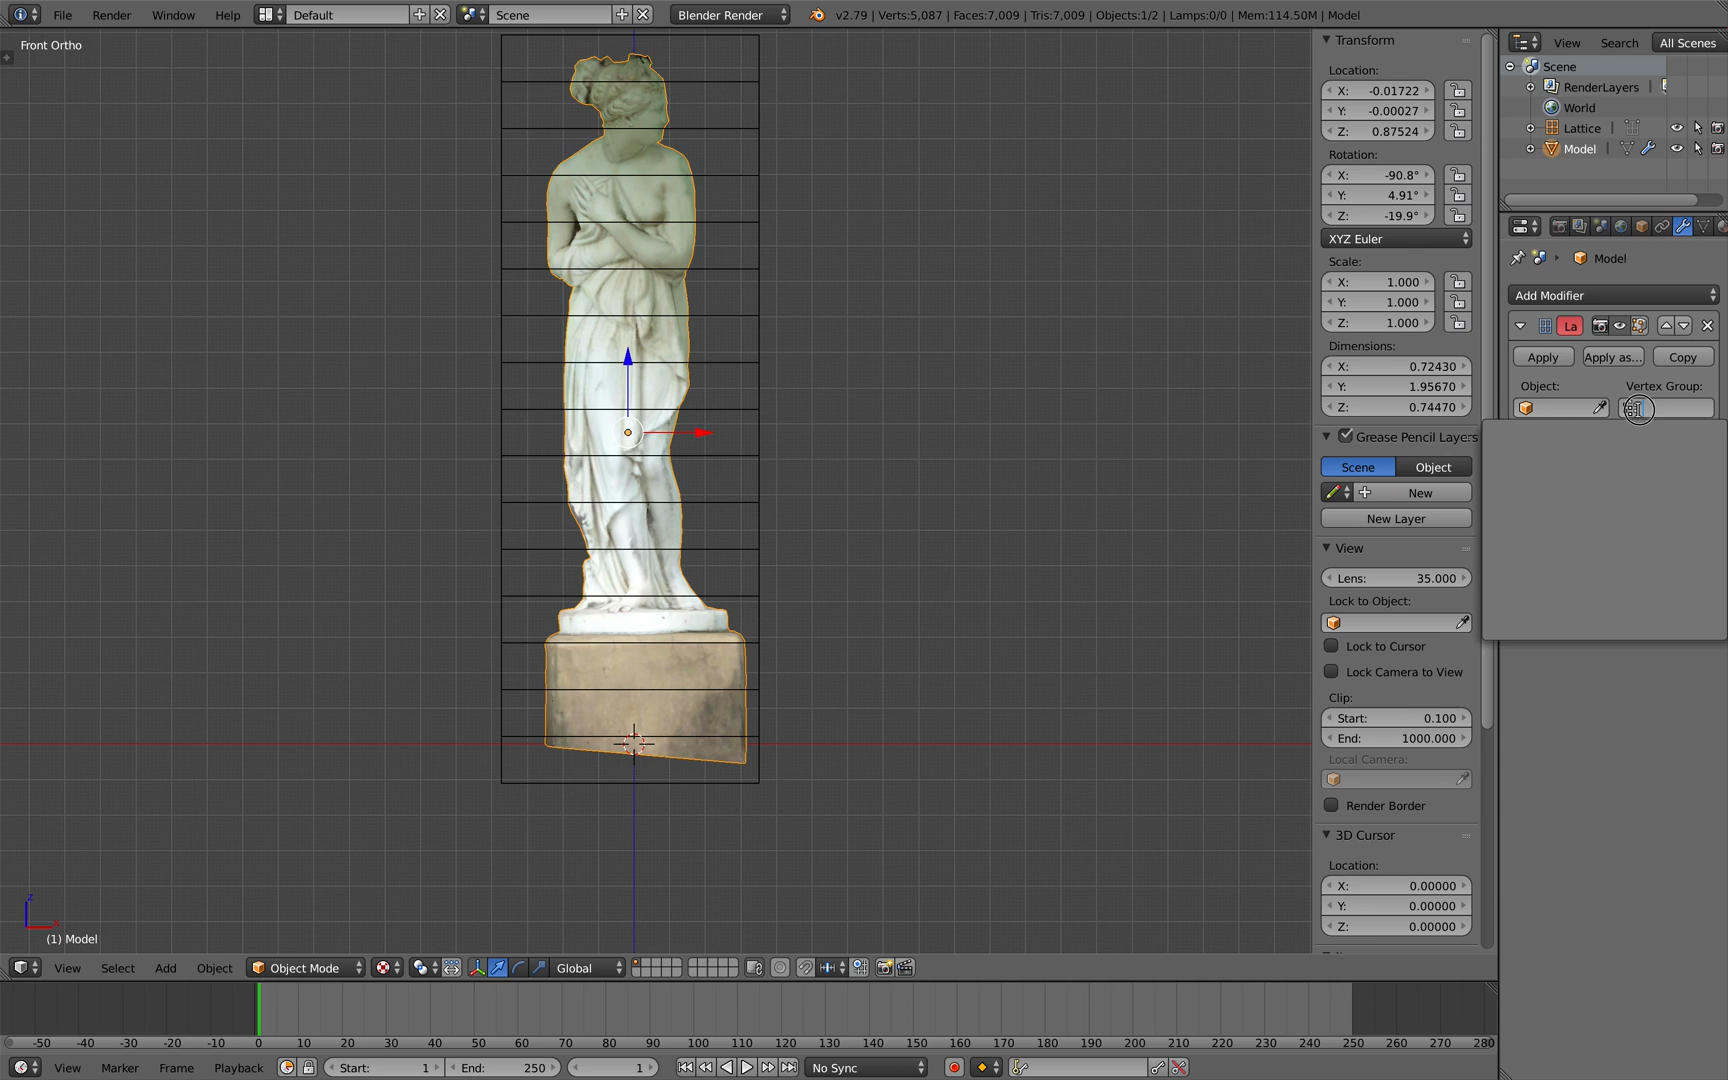 File Render Window Help Default Scene Blender Render v2.79 | Verts:5,087 | Faces:7,009 | Tris:7,009 | Objects:1/2 | Lamps:0/0 | Mem:114.50M | Model
Front Ortho
(1) Model
z
x
Transform
Location:
X: -0.01722
Y: -0.00027
Z: 0.87524
Rotation:
X: -90.8°
Y: 4.91°
Z: -19.9°
XYZ Euler
Scale:
X: 1.000
Y: 1.000
Z: 1.000
Dimensions:
X: 0.72430
Y: 1.95670
Z: 0.74470
Grease Pencil Layers
Scene Object
New
New Layer
View
Lens: 35.000
Lock to Object:
Lock to Cursor
Lock Camera to View
Clip:
Start: 0.100
End: 1000.000
Local Camera:
Render Border
3D Cursor
Location:
X: 0.00000
Y: 0.00000
Z: 0.00000
View Search All Scenes
Scene
RenderLayers
World
Lattice
Model
Model
Add Modifier
La
Apply Apply as... Copy
Object: Vertex Group:
View Select Add Object Object Mode Global
-50 -40 -30 -20 -10 0 10 20 30 40 50 60 70 80 90 100 110 120 130 140 150 160 170 180 190 200 210 220 230 240 250 260 270 280
View Marker Frame Playback Start: 1 End: 250 1 No Sync